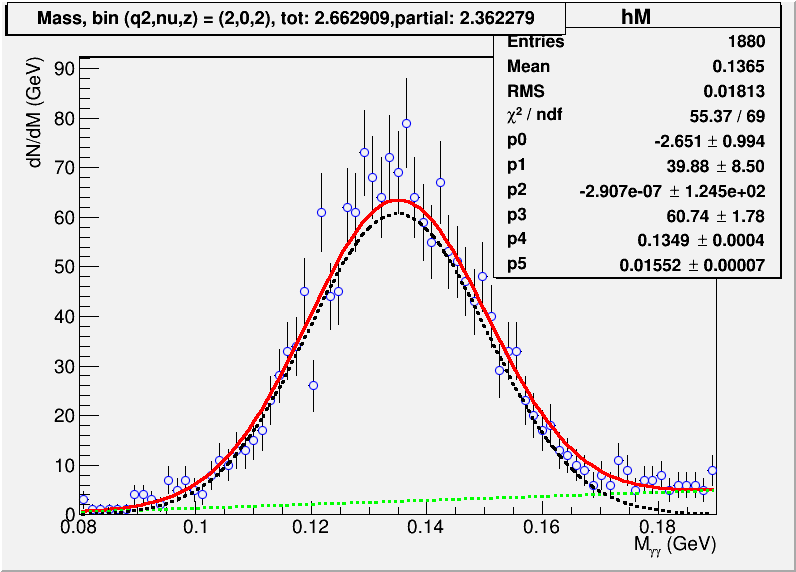 Mass, bin (q2,nu,z) = (2,0,2), tot: 2.662909,partial: 2.362279
hM
Entries 1880
Mean 0.1365
RMS 0.01813
χ² / ndf 55.37 / 69
p0 -2.651 ± 0.994
p1 39.88 ± 8.50
p2 -2.907e-07 ± 1.245e+02
p3 60.74 ± 1.78
p4 0.1349 ± 0.0004
p5 0.01552 ± 0.00007
dN/dM (GeV)
90
80
70
60
50
40
30
20
10
0
0.08 0.1 0.12 0.14 0.16 0.18
Mγγ (GeV)